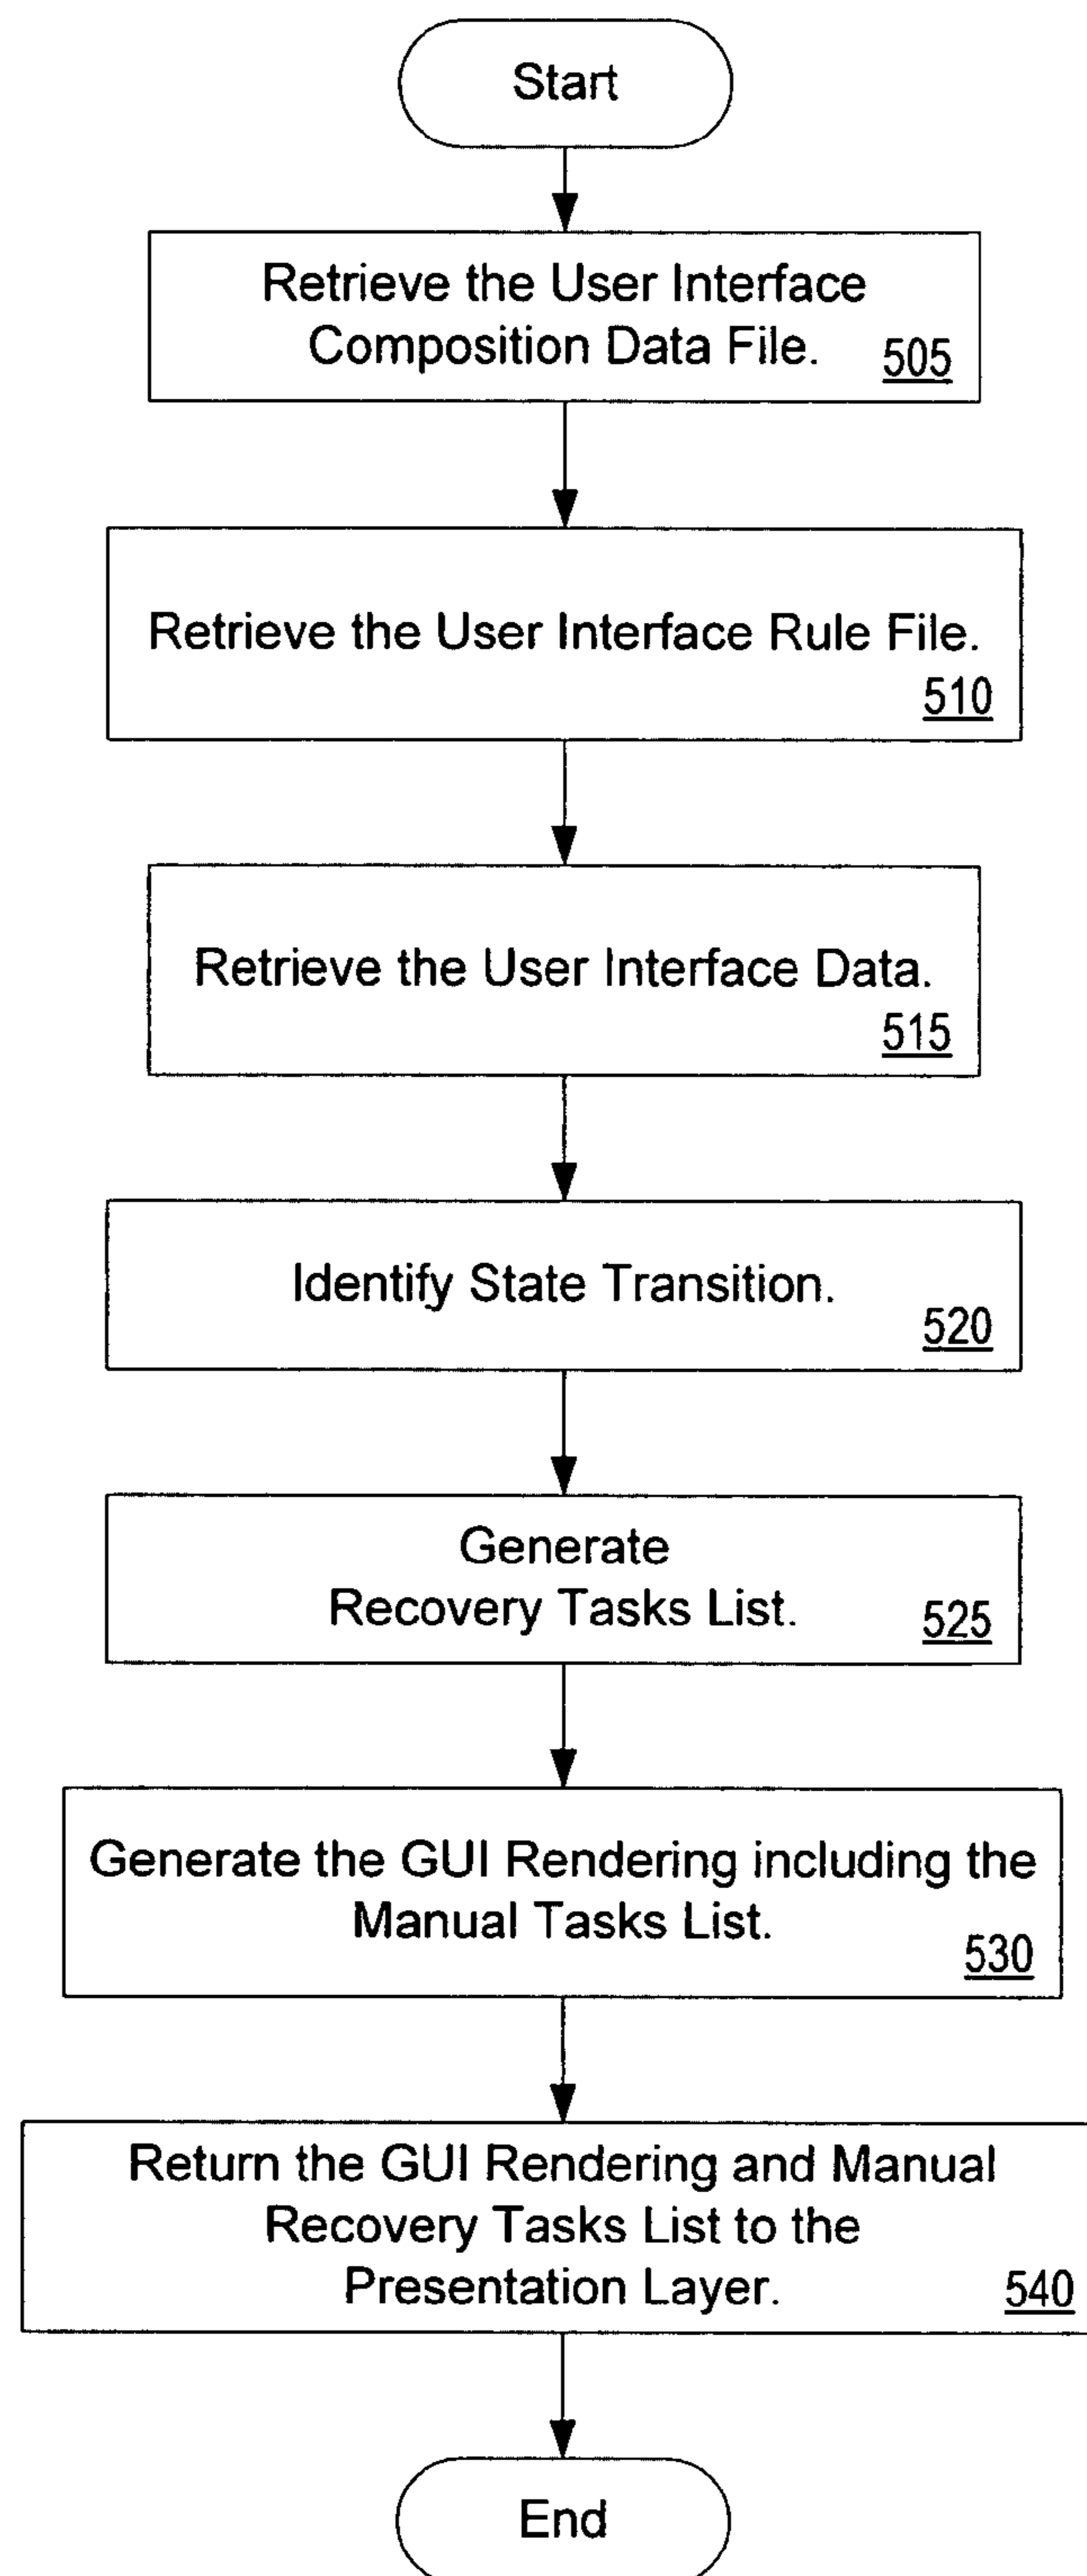 Start
Retrieve the User Interface
Composition Data File.
505
Retrieve the User Interface Rule File.
510
Retrieve the User Interface Data.
515
Identify State Transition.
520
Generate
Recovery Tasks List.
525
Generate the GUI Rendering including the
Manual Tasks List.
530
Return the GUI Rendering and Manual
Recovery Tasks List to the
Presentation Layer.
540
End